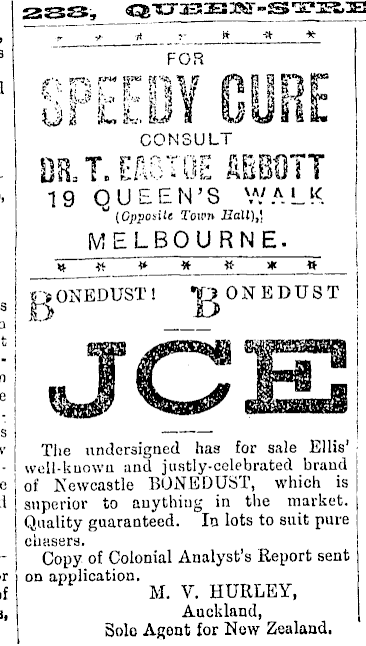 233, QUEEN-STRE
* * * * * * *
FOR
SPEEDY CURE
CONSULT
DR. T. EASTOE ABBOTT
19 QUEEN'S WALK
(Opposite Town Hall),
MELBOURNE.
* * * * * * *
BONEDUST! BONEDUST
JCE
The undersigned has for sale Ellis'
well-known and justly-celebrated brand
of Newcastle BONEDUST, which is
superior to anything in the market.
Quality guaranteed. In lots to suit pure
chasers.
Copy of Colonial Analyst's Report sent
on application.
M. V. HURLEY,
Auckland,
Sole Agent for New Zealand.